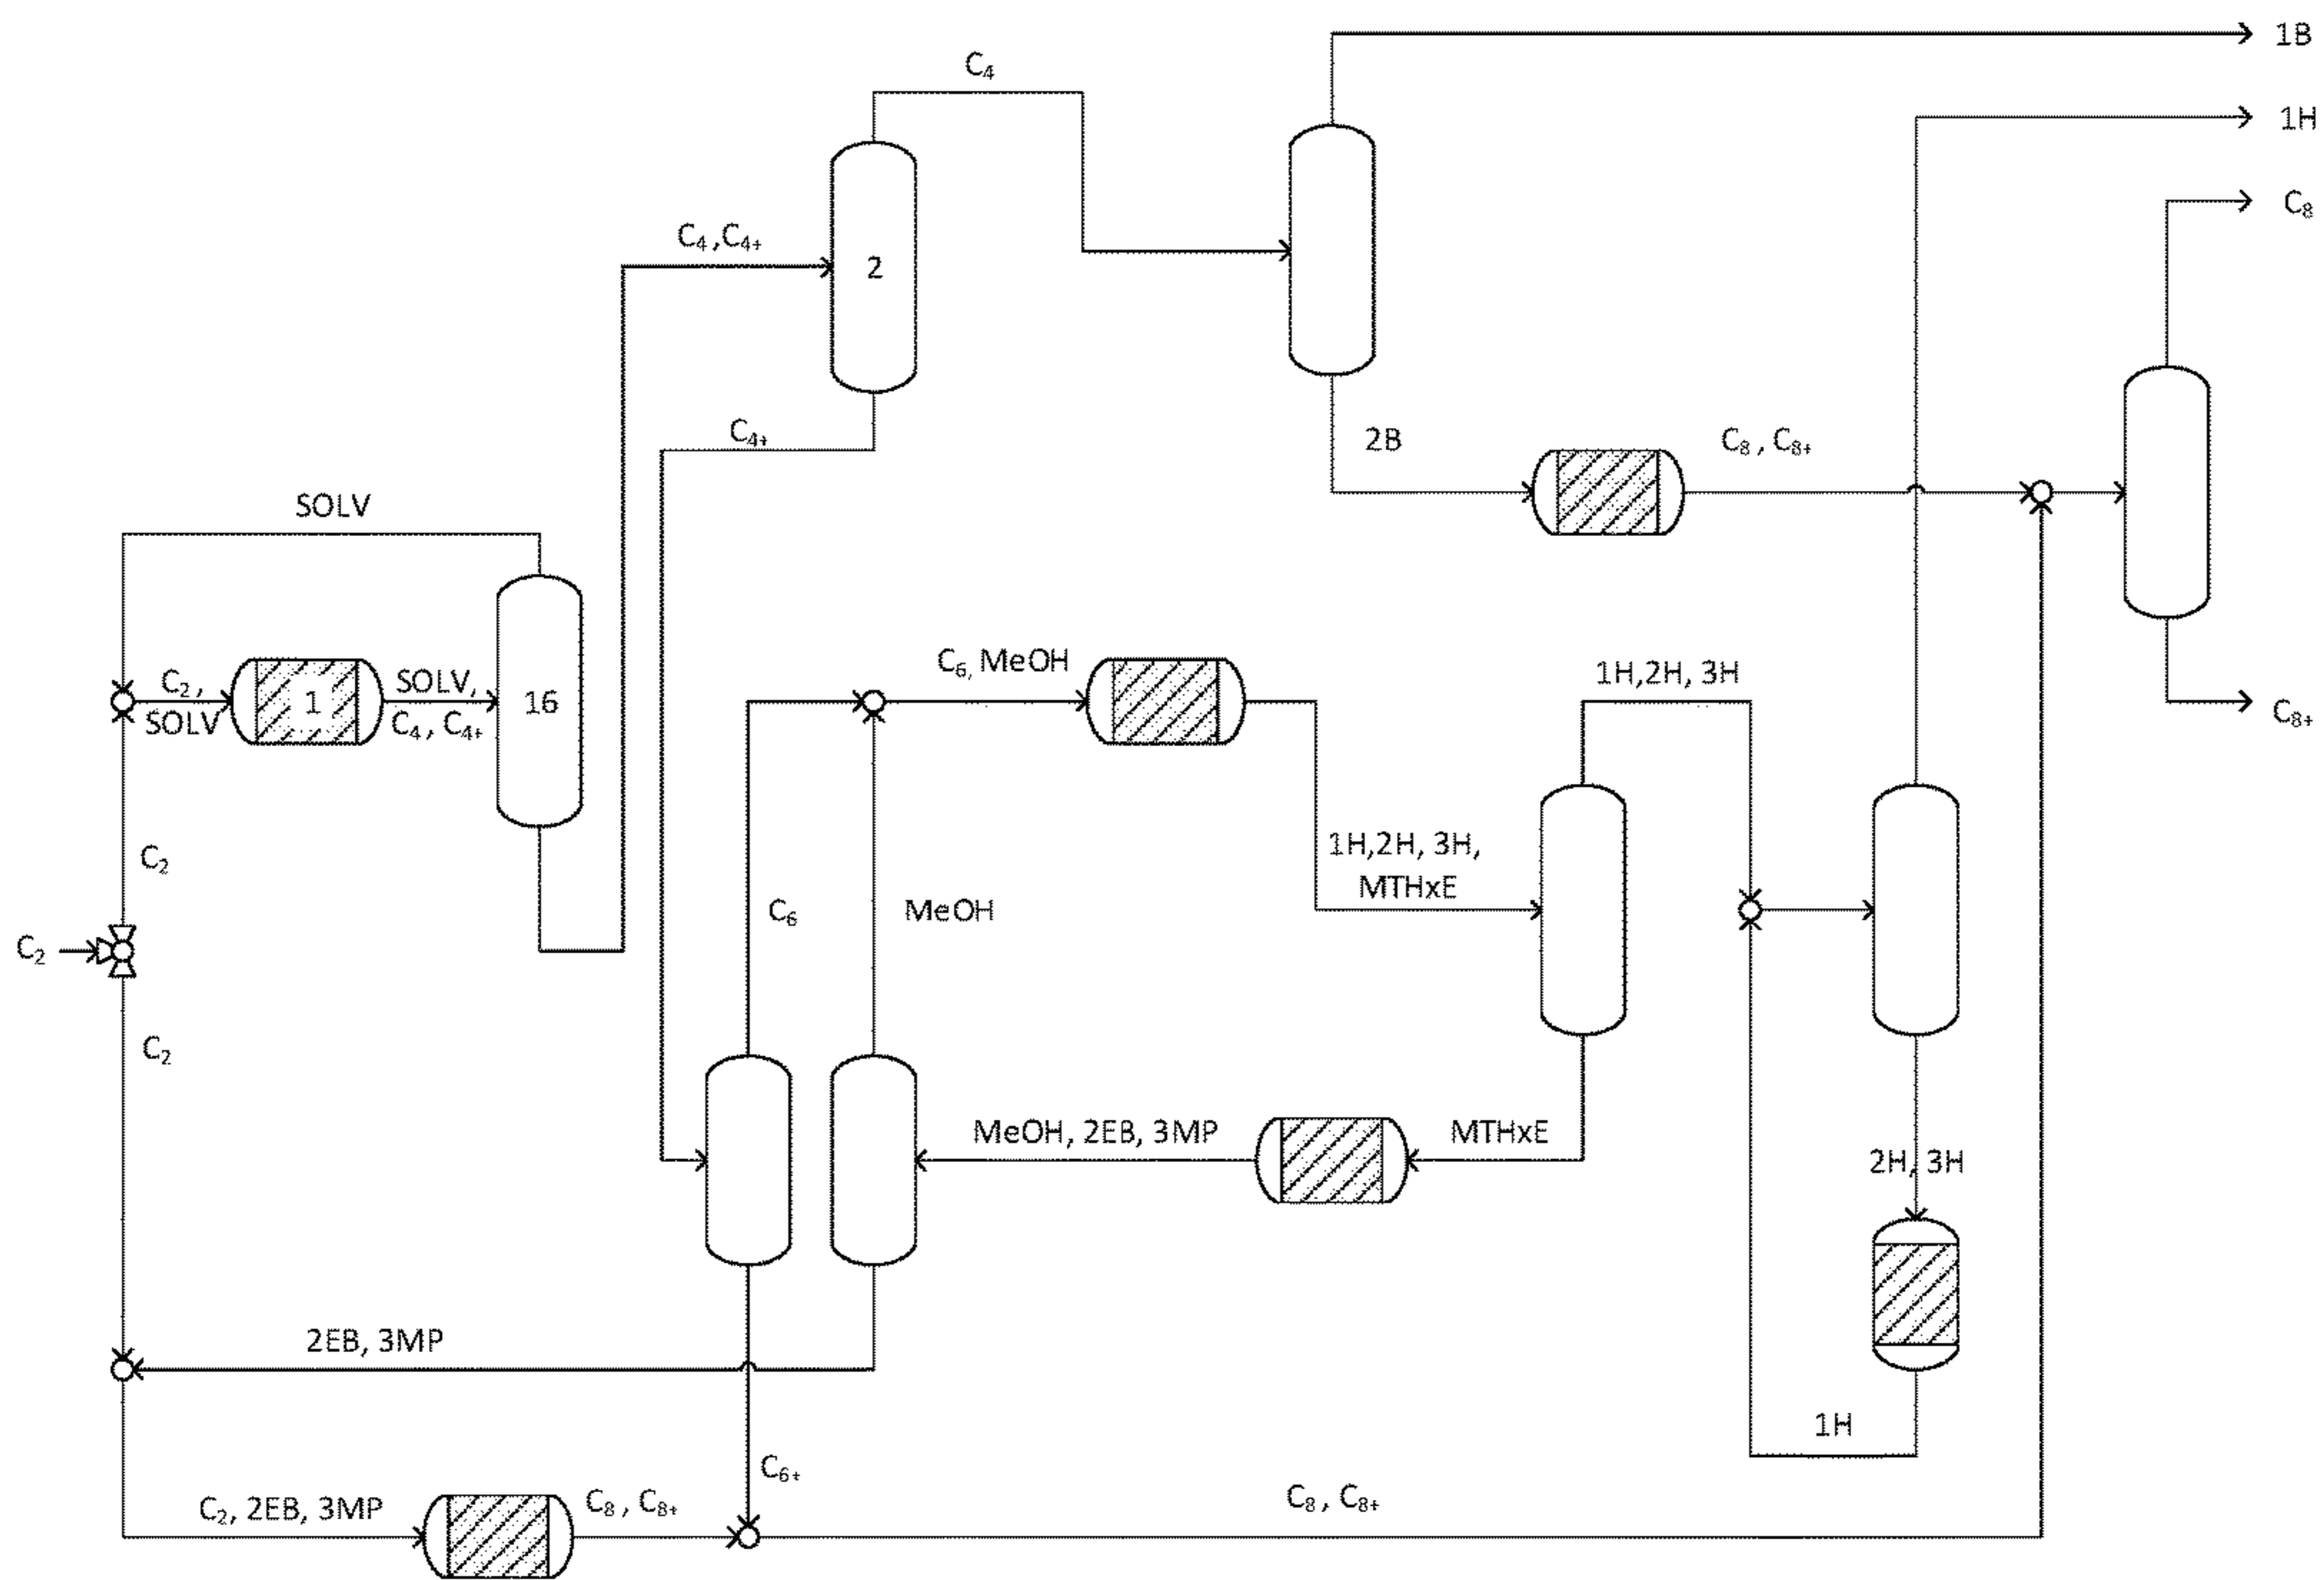 1B
C₄
1H
C₈
C₄ ,C₄₊
2
C₄₊
2B
C₈ , C₈₊
SOLV
C₂ ,
SOLV
1
SOLV,
C₄ , C₄₊
16
C₆, MeOH
1H,2H, 3H
C₈₊
C₂
1H,2H, 3H,
MTHxE
C₆
MeOH
C₂
C₂
MeOH, 2EB, 3MP
MTHxE
2H, 3H
2EB, 3MP
1H
C₆₊
C₂, 2EB, 3MP
C₈ , C₈₊
C₈ , C₈₊